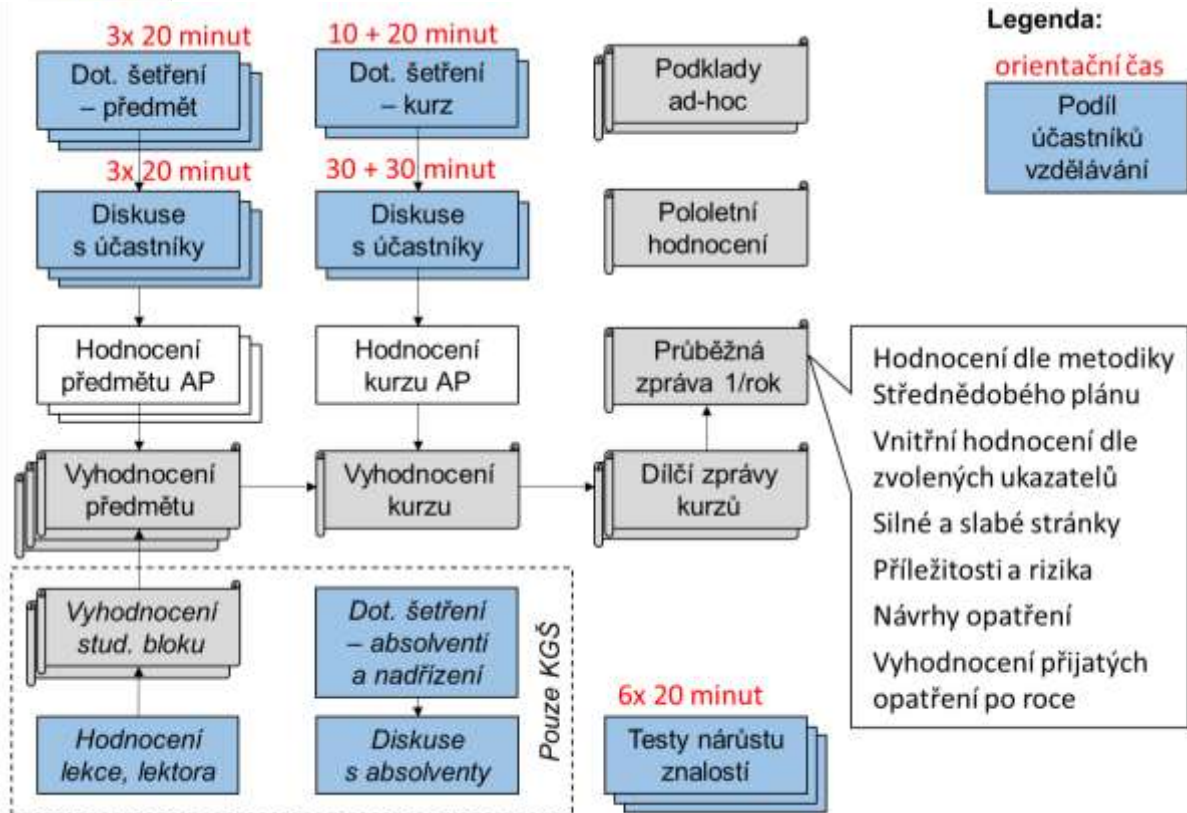 3x 20 minut
Dot. šetření
– předmět
3x 20 minut
Diskuse
s účastníky
Hodnocení
předmětu AP
Vyhodnocení
předmětu
Vyhodnocení
stud. bloku
Hodnocení
lekce, lektora
10 + 20 minut
Dot. šetření
– kurz
30 + 30 minut
Diskuse
s účastníky
Hodnocení
kurzu AP
Vyhodnocení
kurzu
Dot. šetření
– absolventi
a nadřízení
Diskuse
s absolventy
Pouze KGŠ
Podklady
ad-hoc
Pololetní
hodnocení
Průběžná
zpráva 1/rok
Dílčí zprávy
kurzů
6x 20 minut
Testy nárůstu
znalostí
Legenda:
orientační čas
Podíl
účastníků
vzdělávání
Hodnocení dle metodiky
Střednědobého plánu
Vnitřní hodnocení dle
zvolených ukazatelů
Silné a slabé stránky
Příležitosti a rizika
Návrhy opatření
Vyhodnocení přijatých
opatření po roce